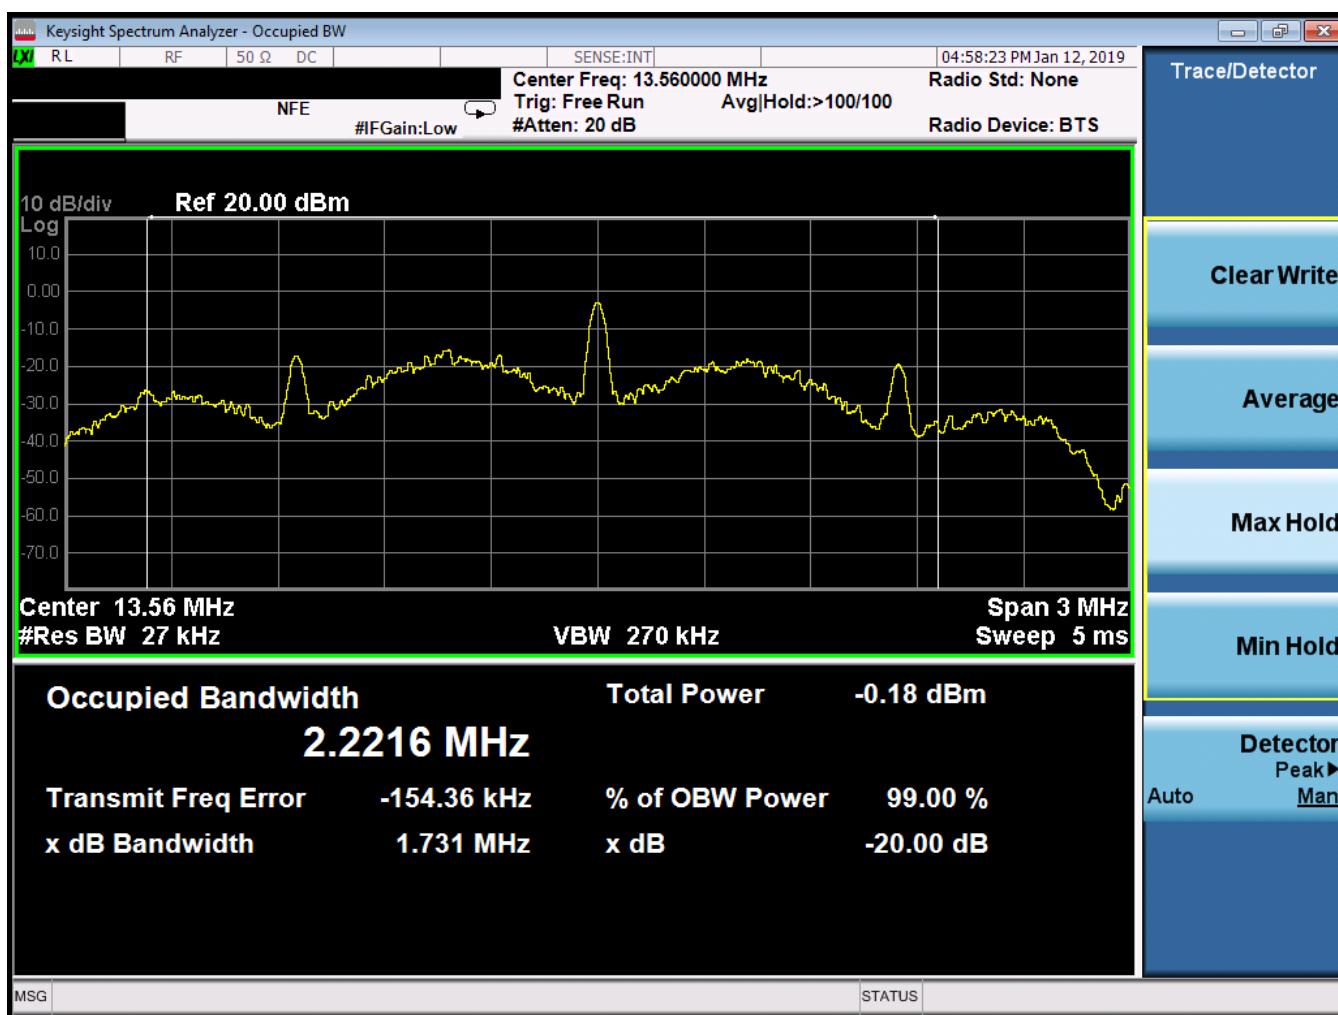 Keysight Spectrum Analyzer - Occupied BW
LXI RL RF 50 Ω DC SENSE:INT 04:58:23 PM Jan 12, 2019
Center Freq: 13.560000 MHz Radio Std: None
NFE Trig: Free Run Avg|Hold:>100/100
#IFGain:Low #Atten: 20 dB Radio Device: BTS
10 dB/div Ref 20.00 dBm
Log
10.0
0.00
-10.0
-20.0
-30.0
-40.0
-50.0
-60.0
-70.0
Center 13.56 MHz Span 3 MHz
#Res BW 27 kHz VBW 270 kHz Sweep 5 ms
Occupied Bandwidth Total Power -0.18 dBm
2.2216 MHz
Transmit Freq Error -154.36 kHz % of OBW Power 99.00 %
x dB Bandwidth 1.731 MHz x dB -20.00 dB
MSG STATUS
Trace/Detector
Clear Write
Average
Max Hold
Min Hold
Detector
Peak▶
Auto Man